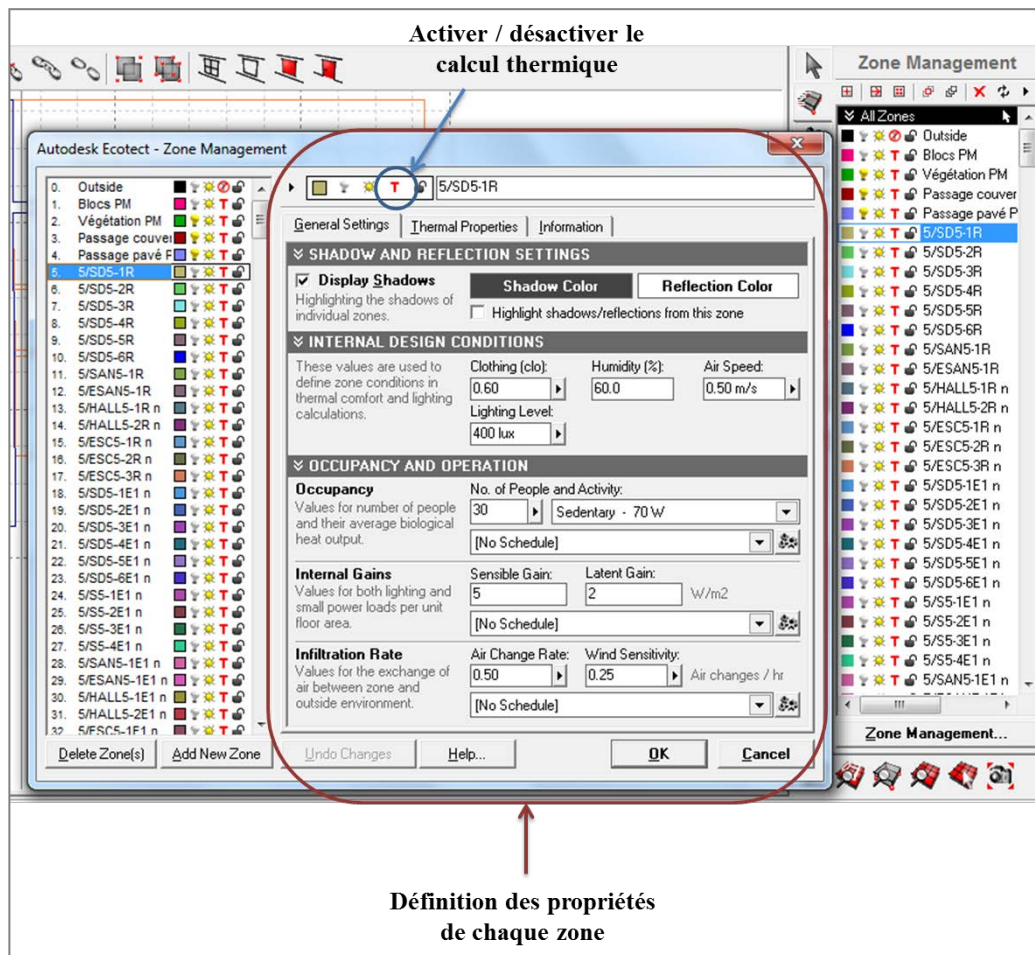 Activer / désactiver le
calcul thermique
Zone Management
All Zones
Outside
Blocs PM
Végétation PM
Passage couver
Passage pavé P
5/SD5-1R
5/SD5-2R
5/SD5-3R
5/SD5-4R
5/SD5-5R
5/SD5-6R
5/SAN5-1R
5/ESAN5-1R
5/HALL5-1R n
5/HALL5-2R n
5/ESC5-1R n
5/ESC5-2R n
5/ESC5-3R n
5/SD5-1E1 n
5/SD5-2E1 n
5/SD5-3E1 n
5/SD5-4E1 n
5/SD5-5E1 n
5/SD5-6E1 n
5/S5-1E1 n
5/S5-2E1 n
5/S5-3E1 n
5/S5-4E1 n
5/SAN5-1E1 n
Zone Management...
Autodesk Ecotect - Zone Management
0. Outside
1. Blocs PM
2. Végétation PM
3. Passage couver
4. Passage pavé P
5. 5/SD5-1R
6. 5/SD5-2R
7. 5/SD5-3R
8. 5/SD5-4R
9. 5/SD5-5R
10. 5/SD5-6R
11. 5/SAN5-1R
12. 5/ESAN5-1R
13. 5/HALL5-1R n
14. 5/HALL5-2R n
15. 5/ESC5-1R n
16. 5/ESC5-2R n
17. 5/ESC5-3R n
18. 5/SD5-1E1 n
19. 5/SD5-2E1 n
20. 5/SD5-3E1 n
21. 5/SD5-4E1 n
22. 5/SD5-5E1 n
23. 5/SD5-6E1 n
24. 5/S5-1E1 n
25. 5/S5-2E1 n
26. 5/S5-3E1 n
27. 5/S5-4E1 n
28. 5/SAN5-1E1 n
29. 5/ESAN5-1E1 n
30. 5/HALL5-1E1 n
31. 5/HALL5-2E1 n
32. 5/ESC5-1E1 n
Delete Zone(s) Add New Zone
T 5/SD5-1R
General Settings Thermal Properties Information
SHADOW AND REFLECTION SETTINGS
Display Shadows Shadow Color Reflection Color
Highlighting the shadows of
individual zones.
Highlight shadows/reflections from this zone
INTERNAL DESIGN CONDITIONS
These values are used to
define zone conditions in
thermal comfort and lighting
calculations.
Clothing (clo): Humidity (%): Air Speed:
0.60 60.0 0.50 m/s
Lighting Level:
400 lux
OCCUPANCY AND OPERATION
Occupancy
Values for number of people
and their average biological
heat output.
No. of People and Activity:
30 Sedentary - 70 W
[No Schedule]
Internal Gains
Values for both lighting and
small power loads per unit
floor area.
Sensible Gain: Latent Gain:
5 2 W/m2
[No Schedule]
Infiltration Rate
Values for the exchange of
air between zone and
outside environment.
Air Change Rate: Wind Sensitivity:
0.50 0.25 Air changes / hr
[No Schedule]
Undo Changes Help... OK Cancel
Définition des propriétés
de chaque zone